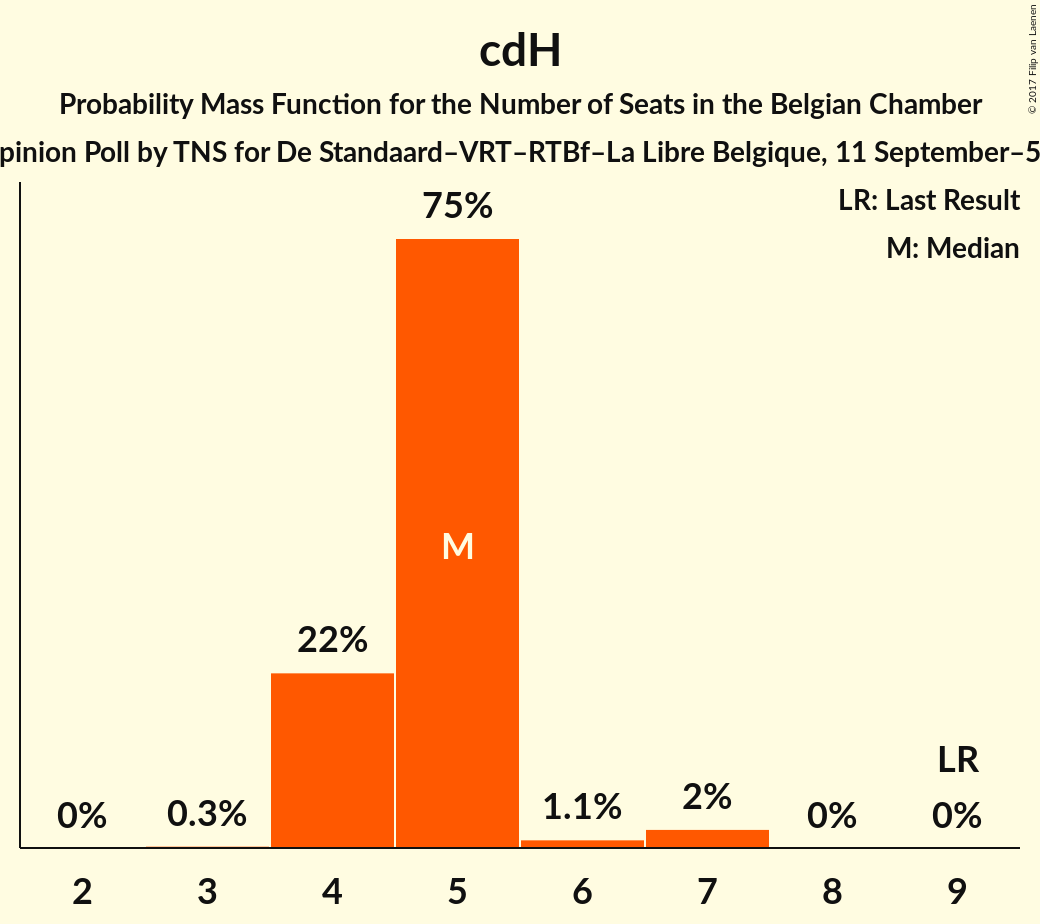 cdH
Probability Mass Function for the Number of Seats in the Belgian Chamber
pinion Poll by TNS for De Standaard–VRT–RTBf–La Libre Belgique, 11 September–5
© 2017 Filip van Laenen
LR: Last Result
M: Median
75%
M
22%
LR
0% 0.3% 1.1% 2% 0% 0%
2 3 4 5 6 7 8 9